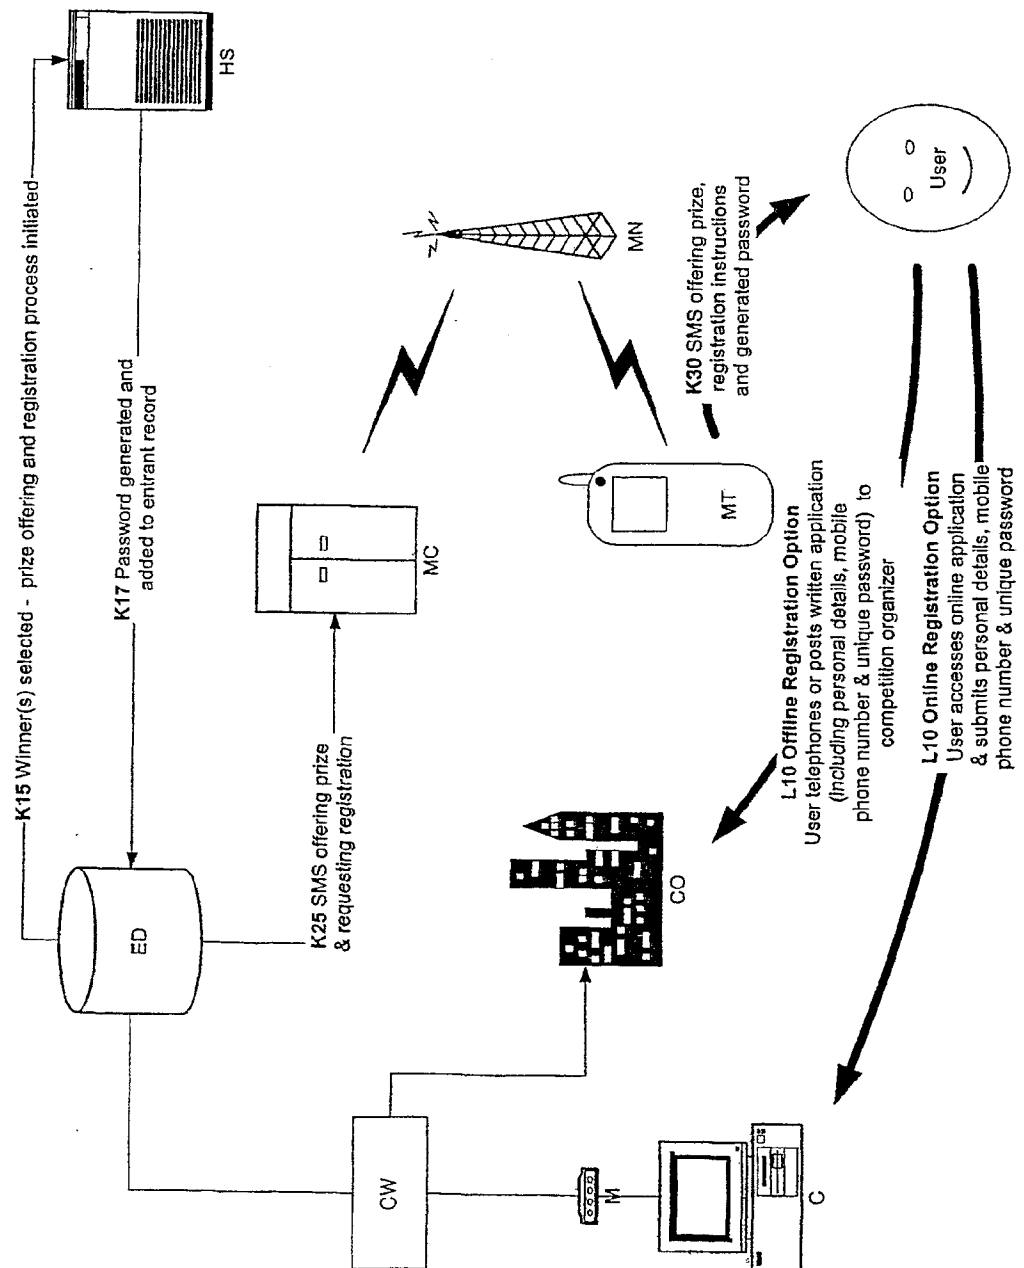 K15 Winner(s) selected - prize offering and registration process initiated
HS
K17 Password generated and
added to entrant record
ED
K25 SMS offering prize
& requesting registration
MC
MN
K30 SMS offering prize,
registration instructions
and generated password
User
MT
CW
CO
L10 Offline Registration Option
User telephones or posts written application
(Including personal details, mobile
phone number & unique password) to
competition organizer
M
C
L10 Online Registration Option
User accesses online application
& submits personal details, mobile
phone number & unique password